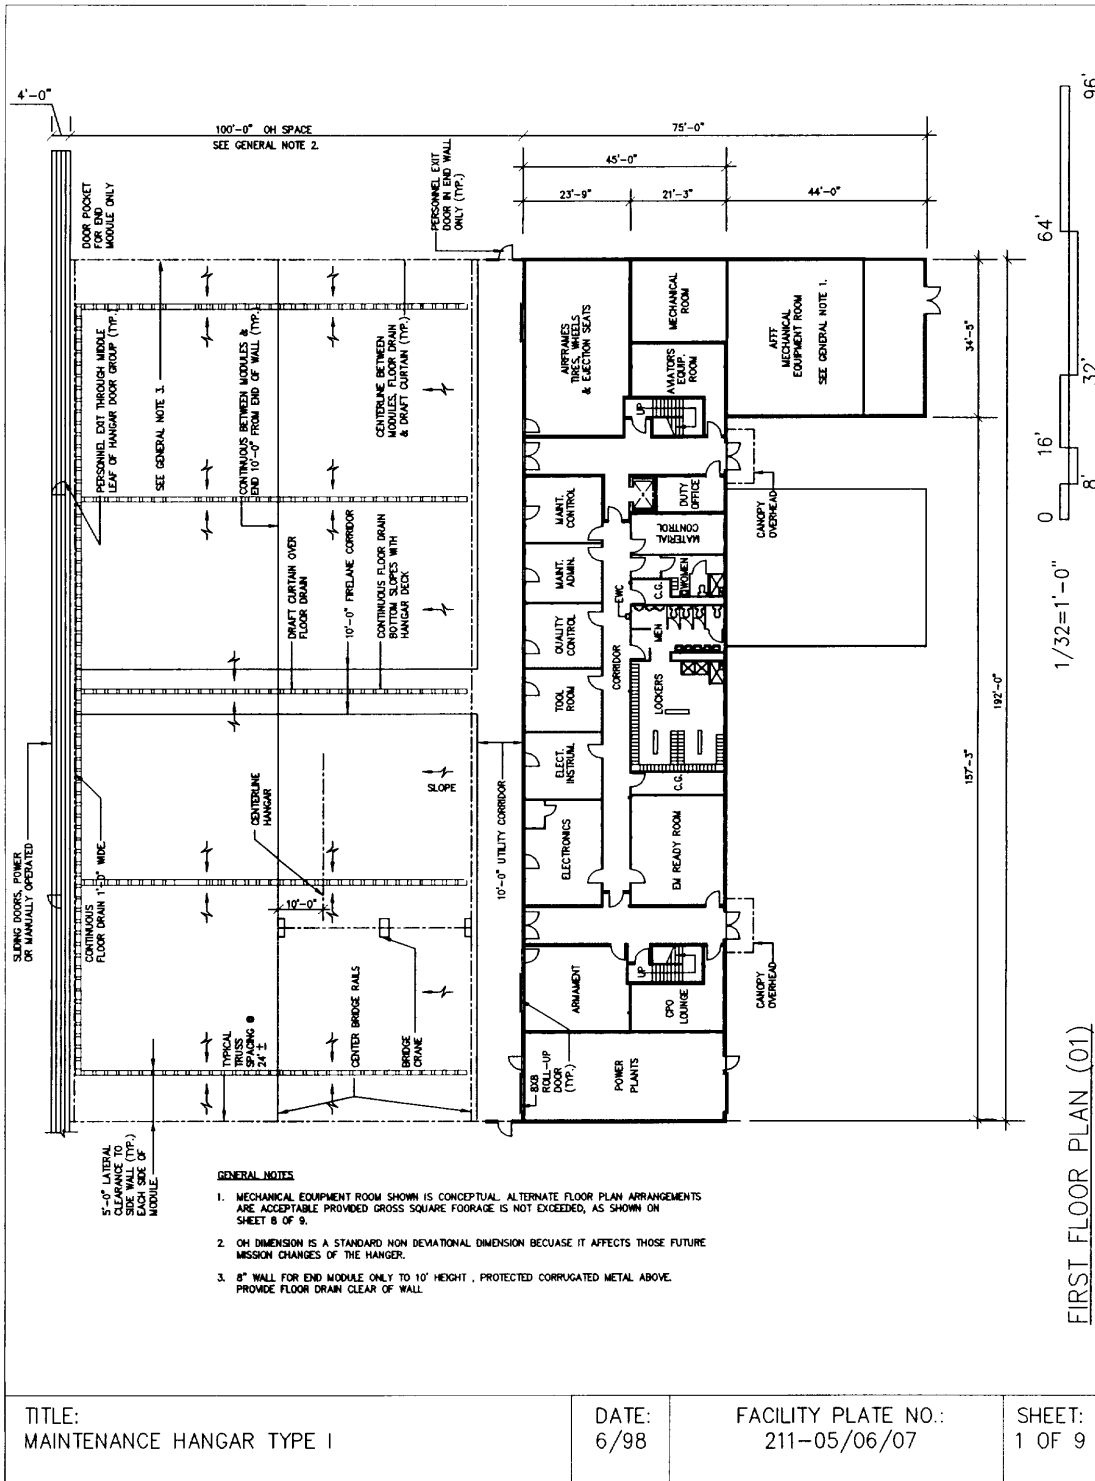 4'-0"
100'-0" OH SPACE
SEE GENERAL NOTE 2.
75'-0"
45'-0"
23'-9"
21'-3"
44'-0"
DOOR POCKET
FOR END
MODULE ONLY
PERSONNEL EXIT
DOOR IN END WALL
ONLY (TYP.)
PERSONNEL EXIT THROUGH MIDDLE
LEAF OF HANGAR DOOR GROUP (TYP.)
SEE GENERAL NOTE 3.
CONTINUOUS BETWEEN MODULES &
END 10'-0" FROM END OF WALL (TYP.)
CENTERLINE BETWEEN
MODULES, FLOOR DRAIN
& DRAFT CURTAIN (TYP.)
AIRFRAMES
TIRES, WHEELS
& EJECTION SEATS
MECHANICAL
ROOM
AVIATORS
EQUIP.
ROOM
UP
AFFF
MECHANICAL
EQUIPMENT ROOM
SEE GENERAL NOTE 1.
34'-5"
DRAFT CURTAIN OVER
FLOOR DRAIN
10'-0" FIRELANE CORRIDOR
CONTINUOUS FLOOR DRAIN
BOTTOM SLOPES WITH
HANGAR DECK
MAINT.
CONTROL
DUTY
OFFICE
MATERIAL
CONTROL
CANOPY
OVERHEAD
MAINT.
ADMIN.
C.G.
WOMEN
EWC
QUALITY
CONTROL
MEN
CORRIDOR
TOOL
ROOM
LOCKERS
ELECT.
INSTRUM.
C.G.
ELECTRONICS
EM READY ROOM
SLIDING DOORS, POWER
OR MANUALLY OPERATED
CONTINUOUS
FLOOR DRAIN 1'-0" WIDE
CENTERLINE
HANGAR
SLOPE
10'-0"
10'-0" UTILITY CORRIDOR
TYPICAL
TRUSS
SPACING @
24' ±
CENTER BRIDGE RAILS
BRIDGE
CRANE
8X8
ROLL-UP
DOOR
(TYP.)
ARMAMENT
UP
CPO
LOUNGE
CANOPY
OVERHEAD
POWER
PLANTS
157'-3"
192'-0"
5'-0" LATERAL
CLEARANCE TO
SIDE WALL (TYP.)
EACH SIDE OF
MODULE
0 8' 16' 32' 64' 96'
1/32=1'-0"
FIRST FLOOR PLAN (01)
GENERAL NOTES
1. MECHANICAL EQUIPMENT ROOM SHOWN IS CONCEPTUAL. ALTERNATE FLOOR PLAN ARRANGEMENTS
ARE ACCEPTABLE PROVIDED GROSS SQUARE FOORAGE IS NOT EXCEEDED, AS SHOWN ON
SHEET 8 OF 9.
2. OH DIMENSION IS A STANDARD NON DEVIATIONAL DIMENSION BECUASE IT AFFECTS THOSE FUTURE
MISSION CHANGES OF THE HANGER.
3. 8" WALL FOR END MODULE ONLY TO 10' HEIGHT , PROTECTED CORRUGATED METAL ABOVE.
PROVIDE FLOOR DRAIN CLEAR OF WALL
TITLE:
MAINTENANCE HANGAR TYPE I
DATE:
6/98
FACILITY PLATE NO.:
211-05/06/07
SHEET:
1 OF 9